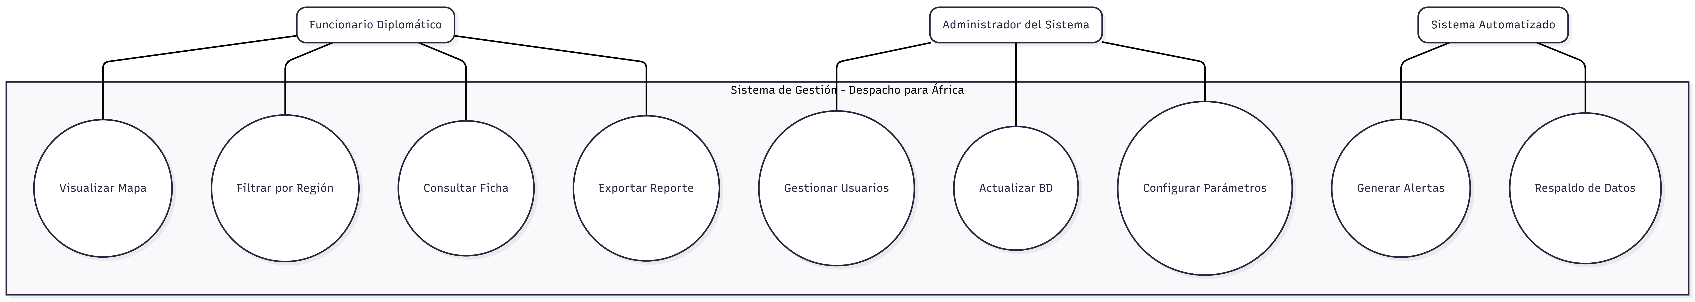 Funcionario Diplomático
Administrador del Sistema
Sistema Automatizado
Sistema de Gestión - Despacho para África
Visualizar Mapa
Filtrar por Región
Consultar Ficha
Exportar Reporte
Gestionar Usuarios
Actualizar BD
Configurar Parámetros
Generar Alertas
Respaldo de Datos